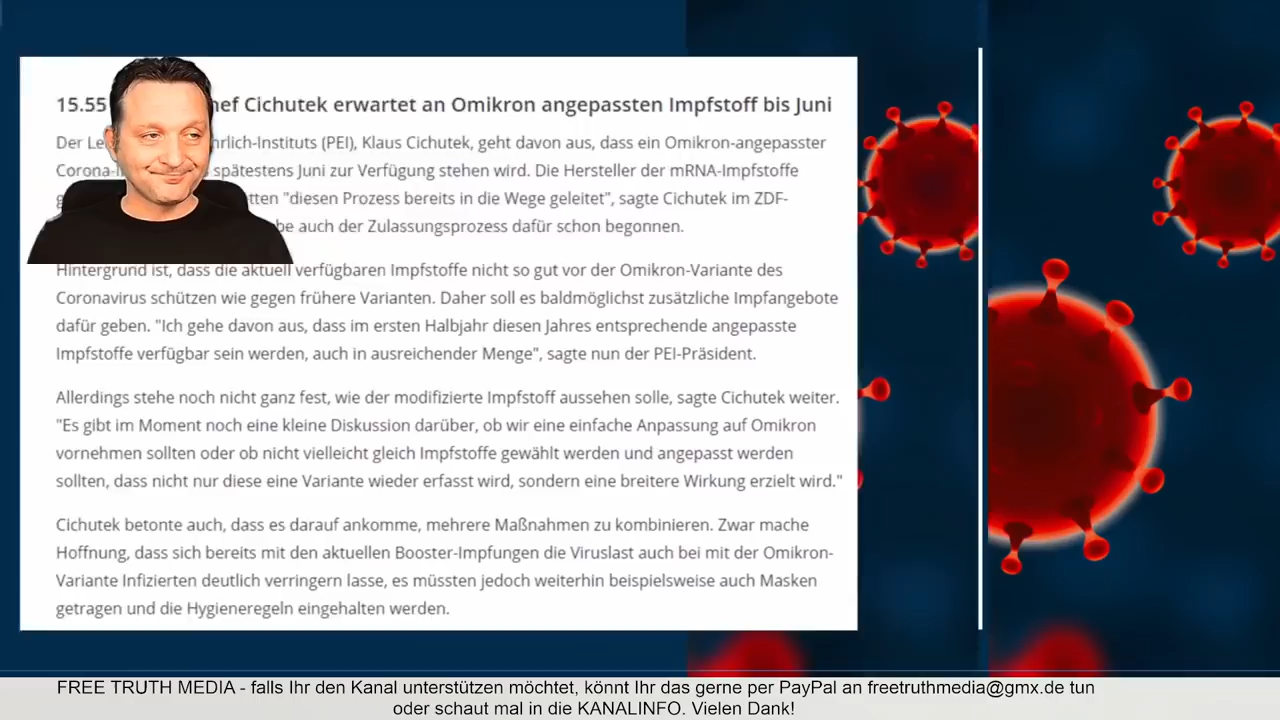 15.55 hef Cichutek erwartet an Omikron angepassten Impfstoff bis Juni
Der Le hrlich-Instituts (PEI), Klaus Cichutek, geht davon aus, dass ein Omikron-angepasster
Corona-I spätestens Juni zur Verfügung stehen wird. Die Hersteller der mRNA-Impfstoffe
tten "diesen Prozess bereits in die Wege geleitet", sagte Cichutek im ZDF-
be auch der Zulassungsprozess dafür schon begonnen.
Hintergrund ist, dass die aktuell verfügbaren Impfstoffe nicht so gut vor der Omikron-Variante des
Coronavirus schützen wie gegen frühere Varianten. Daher soll es baldmöglichst zusätzliche Impfangebote
dafür geben. "Ich gehe davon aus, dass im ersten Halbjahr diesen Jahres entsprechende angepasste
Impfstoffe verfügbar sein werden, auch in ausreichender Menge", sagte nun der PEI-Präsident.
Allerdings stehe noch nicht ganz fest, wie der modifizierte Impfstoff aussehen solle, sagte Cichutek weiter.
"Es gibt im Moment noch eine kleine Diskussion darüber, ob wir eine einfache Anpassung auf Omikron
vornehmen sollten oder ob nicht vielleicht gleich Impfstoffe gewählt werden und angepasst werden
sollten, dass nicht nur diese eine Variante wieder erfasst wird, sondern eine breitere Wirkung erzielt wird."
Cichutek betonte auch, dass es darauf ankomme, mehrere Maßnahmen zu kombinieren. Zwar mache
Hoffnung, dass sich bereits mit den aktuellen Booster-Impfungen die Viruslast auch bei mit der Omikron-
Variante Infizierten deutlich verringern lasse, es müssten jedoch weiterhin beispielsweise auch Masken
getragen und die Hygieneregeln eingehalten werden.
FREE TRUTH MEDIA - falls Ihr den Kanal unterstützen möchtet, könnt Ihr das gerne per PayPal an freetruthmedia@gmx.de tun
oder schaut mal in die KANALINFO. Vielen Dank!